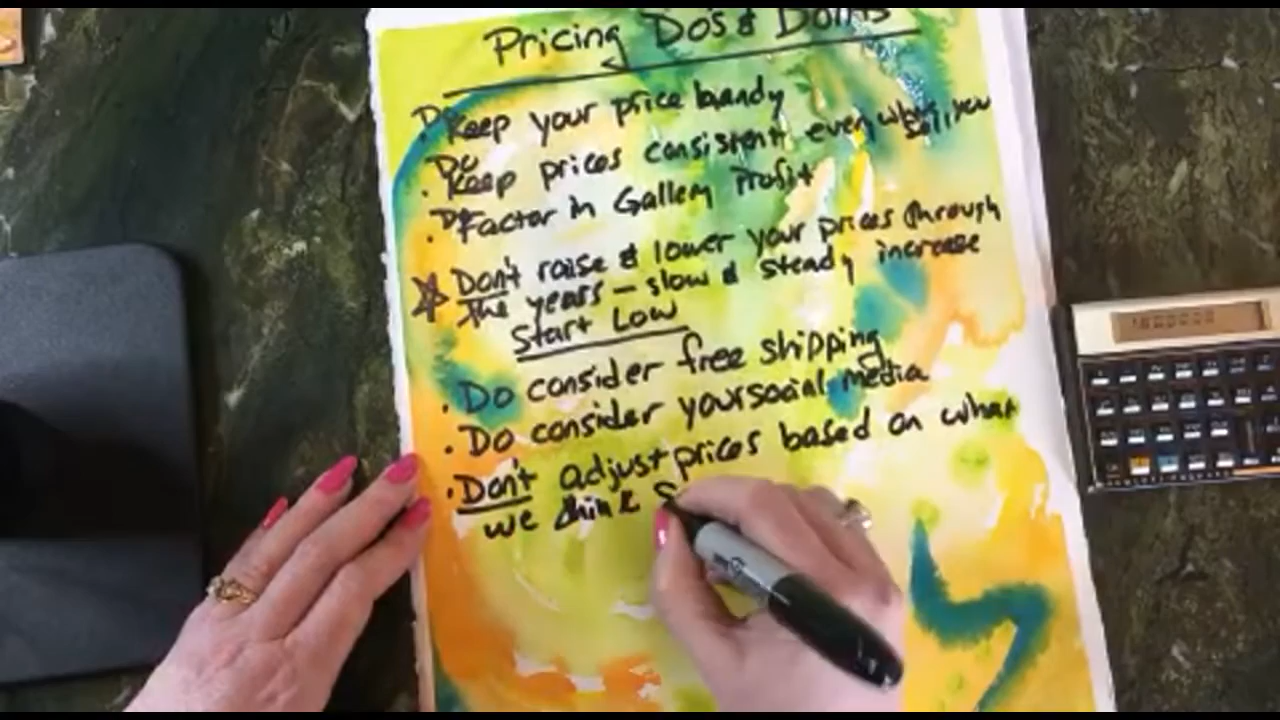 Pricing Do's & Don'ts
Do Keep your price handy
Do
. Keep prices consistent even when you
sell
. Do Factor in Gallery Profit
Don't raise & lower your prices through
the years - slow & steady increase
Start Low
. Do consider free shipping
. Do consider your social media
. Don't adjust prices based on what
we think S